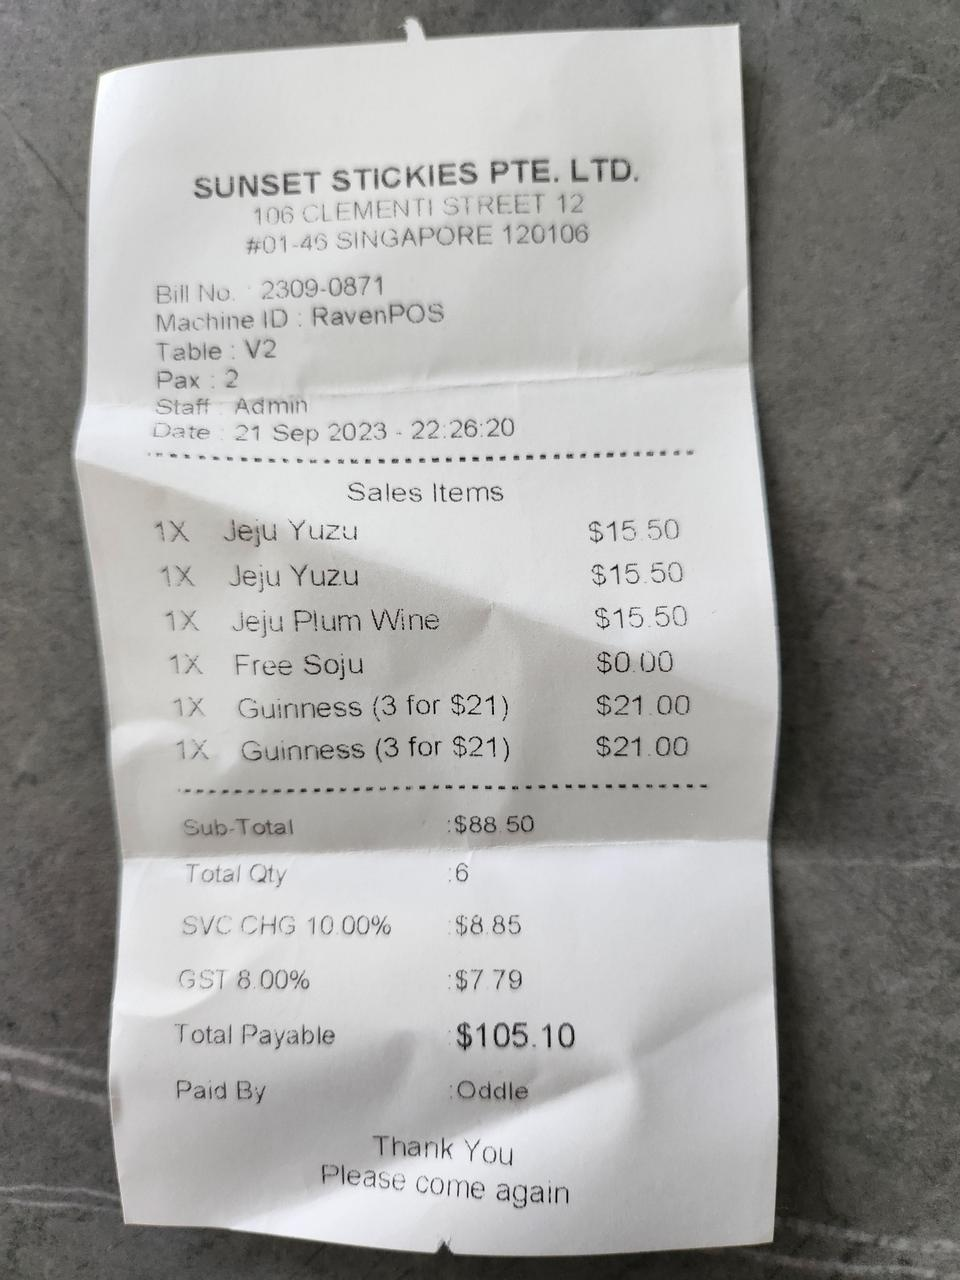 SUNSET STICKIES PTE. LTD.
106 CLEMENTI STREET 12
#01-46 SINGAPORE 120106
Bill No. : 2309-0871
Machine ID : RavenPOS
Table : V2
Pax : 2
Staff : Admin
Date : 21 Sep 2023 - 22:26:20
Sales Items
1X Jeju Yuzu $15.50
1X Jeju Yuzu $15.50
1X Jeju Plum Wine $15.50
1X Free Soju $0.00
1X Guinness (3 for $21) $21.00
1X Guinness (3 for $21) $21.00
Sub-Total :$88.50
Total Qty :6
SVC CHG 10.00% :$8.85
GST 8.00% :$7.79
Total Payable :$105.10
Paid By :Oddle
Thank You
Please come again